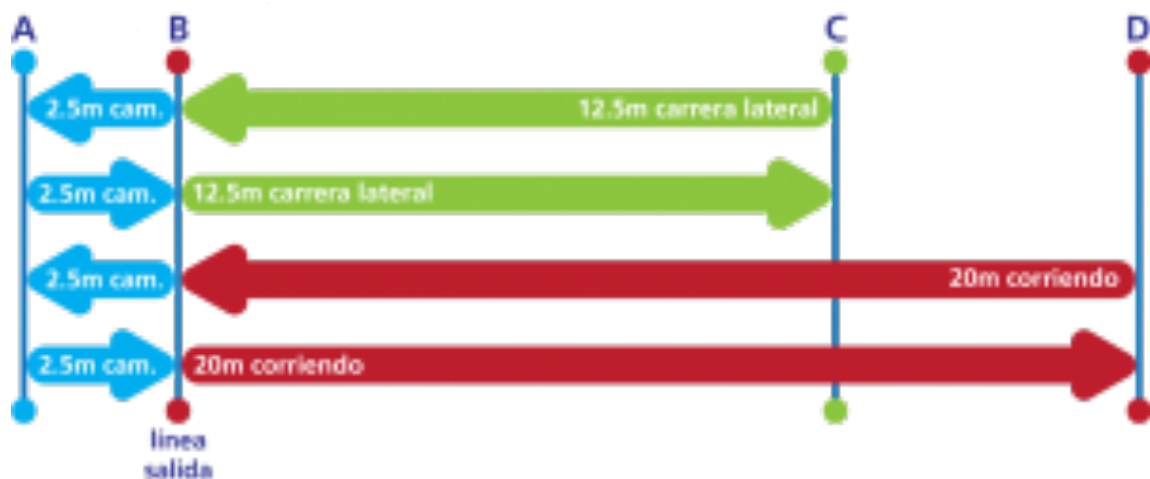 A B C D
2.5m cam. 12.5m carrera lateral
2.5m cam. 12.5m carrera lateral
2.5m cam. 20m corriendo
2.5m cam. 20m corriendo
linea
salida